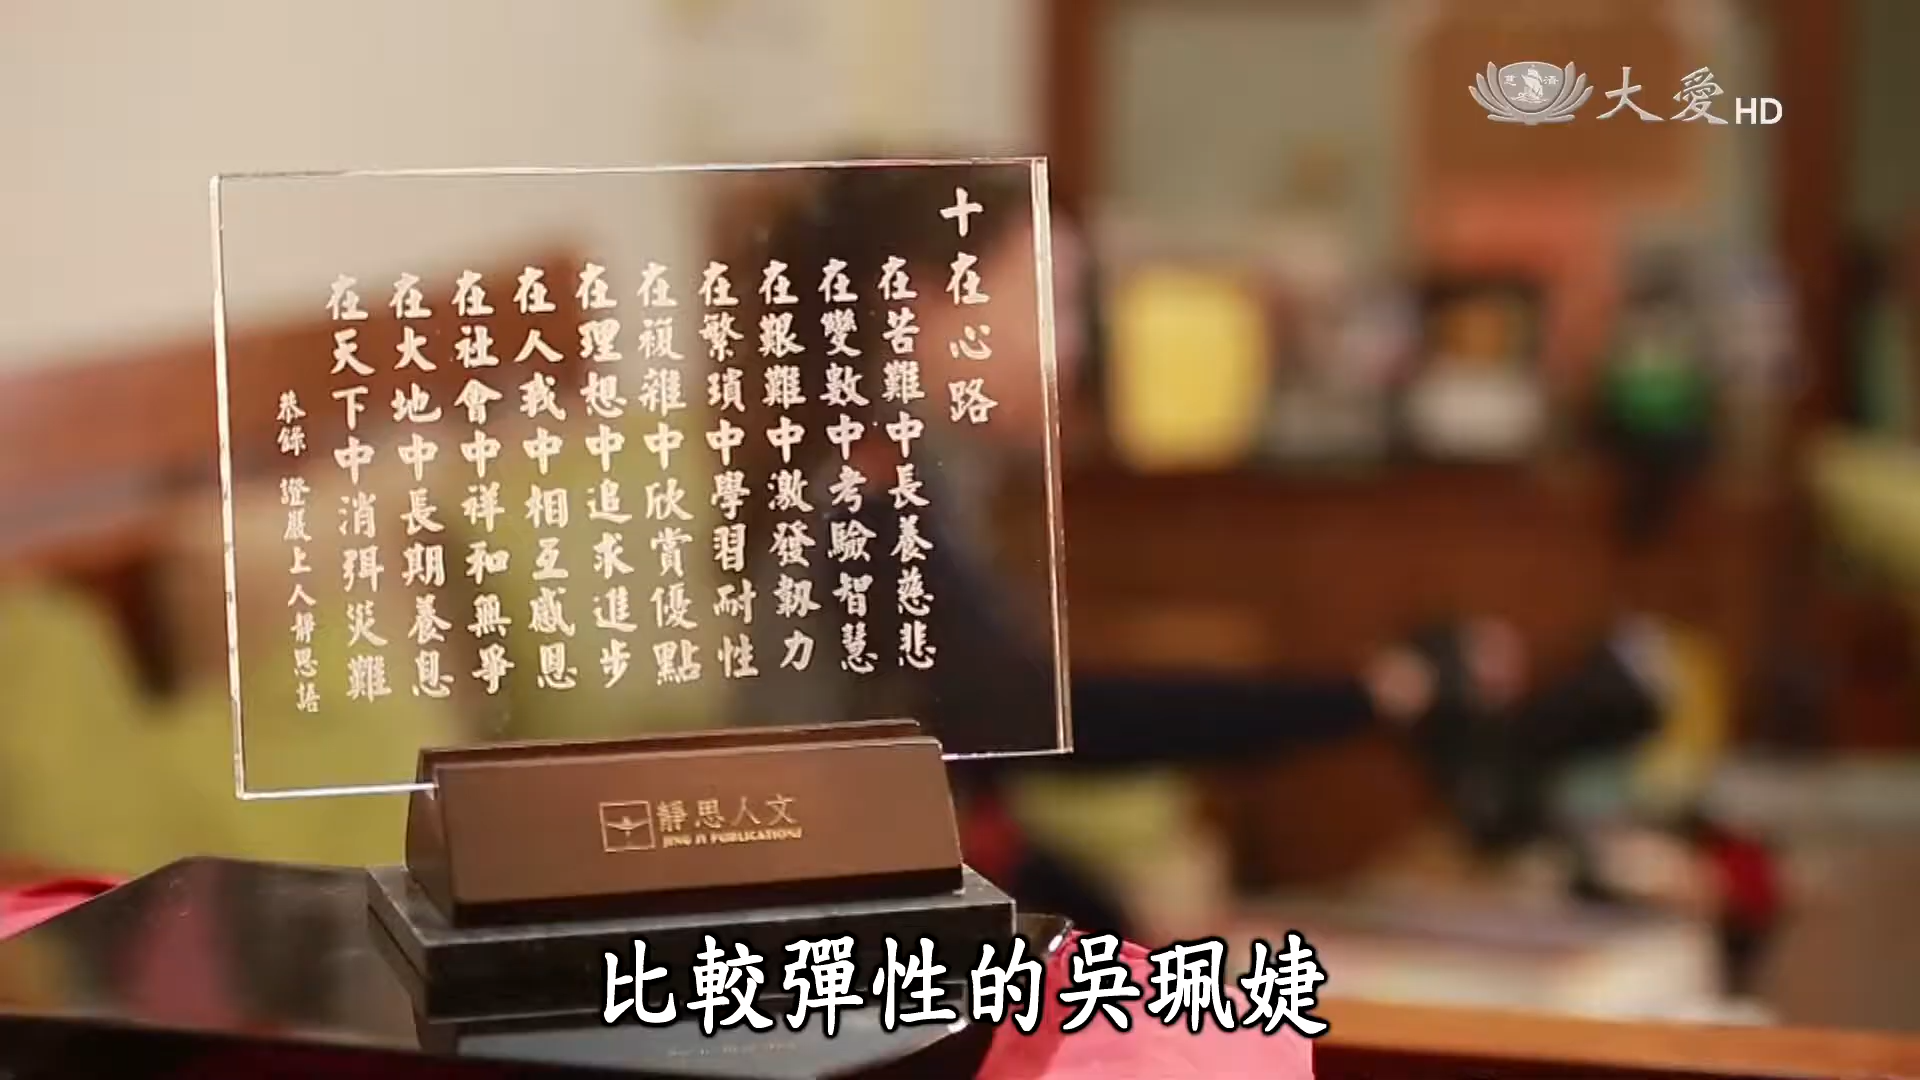 慈濟
大愛HD
十在心路
在苦難中長養慈悲
在變數中考驗智慧
在艱難中激發韌力
在繁瑣中學習耐性
在複雜中欣賞優點
在理想中追求進步
在人我中相互感恩
在社會中祥和無爭
在大地中長期養息
在天下中消弭災難
恭錄 證嚴上人靜思語
靜思人文
JING SI PUBLICATIONS
比較彈性的吳珮婕